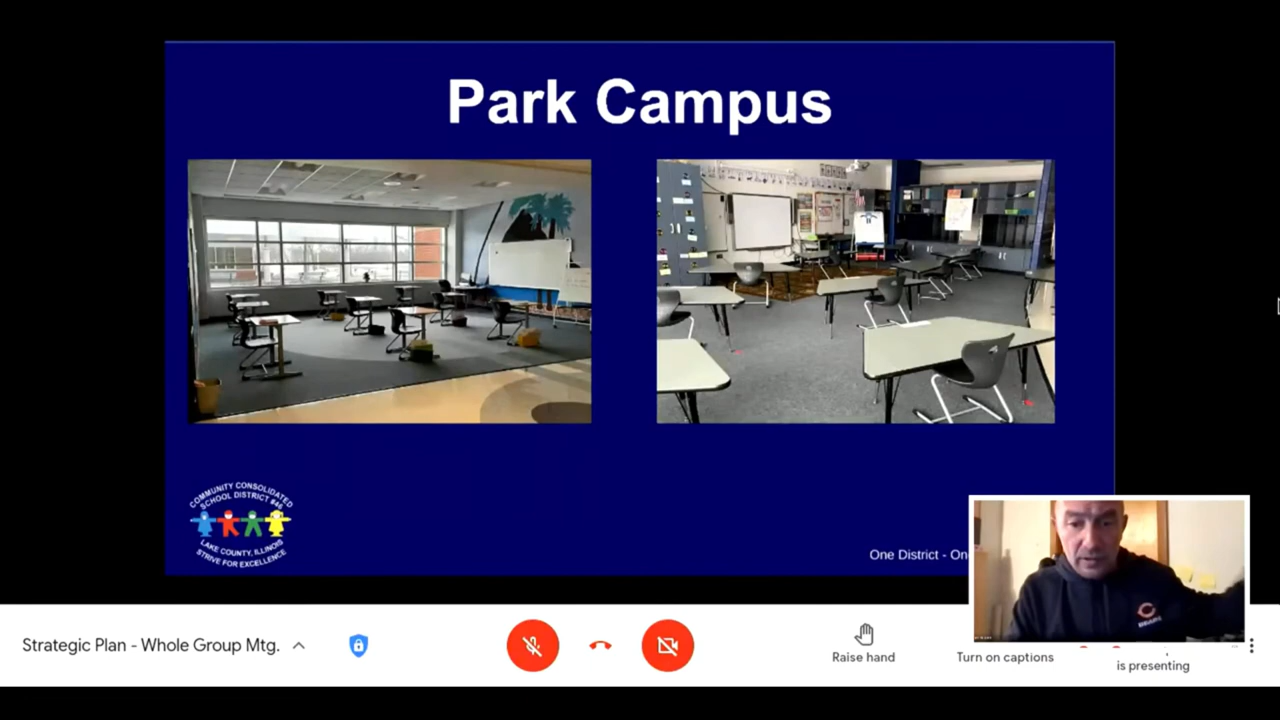 Park Campus
COMMUNITY CONSOLIDATED
SCHOOL DISTRICT #46
LAKE COUNTY, ILLINOIS
STRIVE FOR EXCELLENCE
One District - On
C
BEARS
Strategic Plan - Whole Group Mtg.
Raise hand
Turn on captions
is presenting